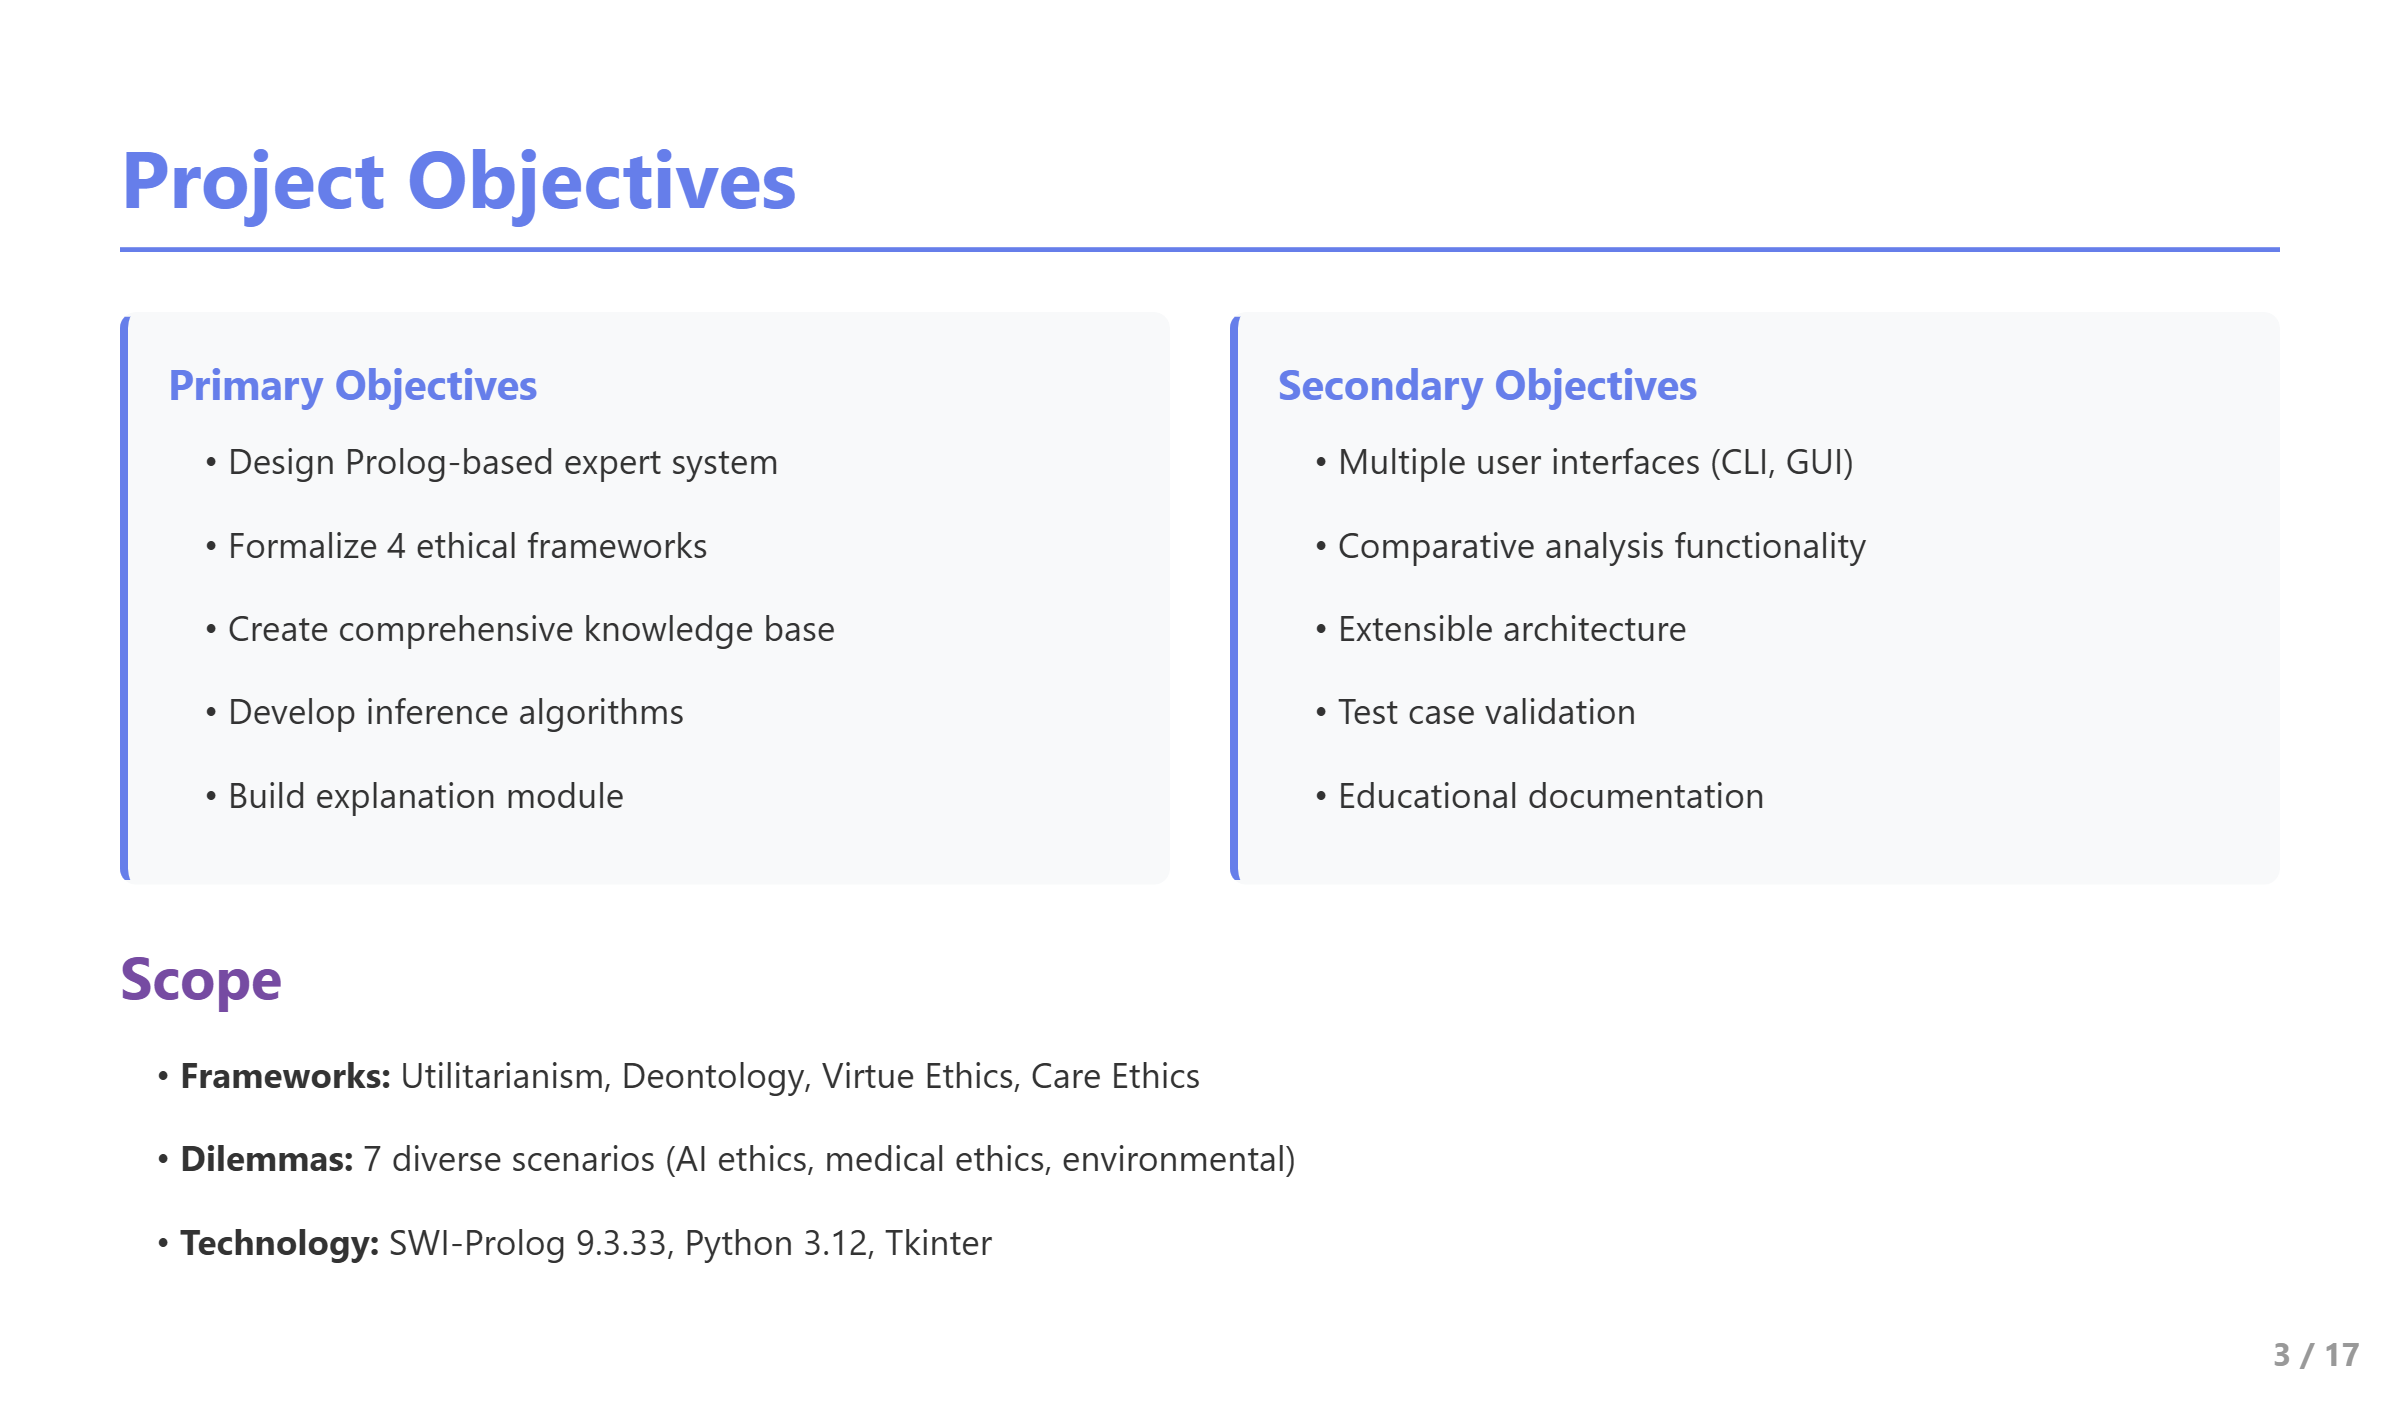 Project Objectives
Primary Objectives
• Design Prolog-based expert system
• Formalize 4 ethical frameworks
• Create comprehensive knowledge base
• Develop inference algorithms
• Build explanation module
Secondary Objectives
• Multiple user interfaces (CLI, GUI)
• Comparative analysis functionality
• Extensible architecture
• Test case validation
• Educational documentation
Scope
• Frameworks: Utilitarianism, Deontology, Virtue Ethics, Care Ethics
• Dilemmas: 7 diverse scenarios (AI ethics, medical ethics, environmental)
• Technology: SWI-Prolog 9.3.33, Python 3.12, Tkinter
3 / 17